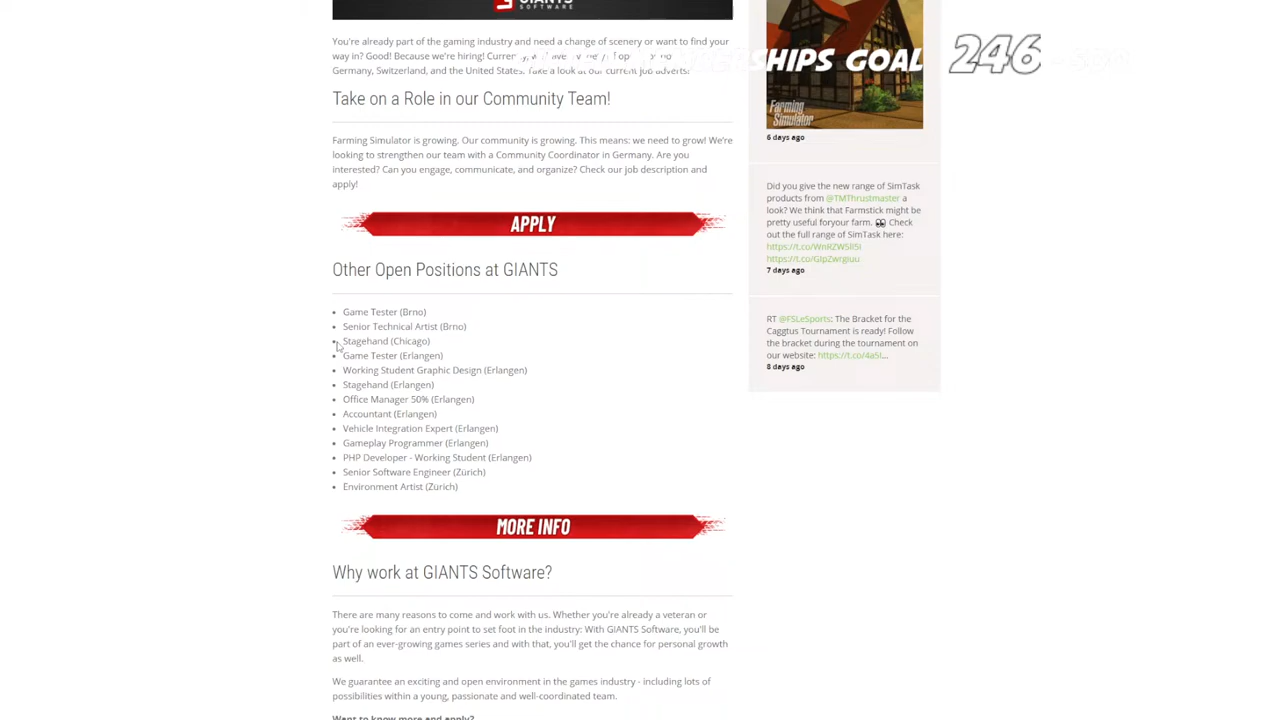 GIANTS
SOFTWARE
You're already part of the gaming industry and need a change of scenery or want to find your
way in? Good! Because we're hiring!
Germany, Switzerland, and the United States. Take a look at our current job adverts!
HIPS GOAL 246
Take on a Role in our Community Team!
Farming Simulator is growing. Our community is growing. This means: we need to grow! We're
looking to strengthen our team with a Community Coordinator in Germany. Are you
interested? Can you engage, communicate, and organize? Check our job description and
apply!
APPLY
Other Open Positions at GIANTS
Game Tester (Brno)
Senior Technical Artist (Brno)
Stagehand (Chicago)
Game Tester (Erlangen)
Working Student Graphic Design (Erlangen)
Stagehand (Erlangen)
Office Manager 50% (Erlangen)
Accountant (Erlangen)
Vehicle Integration Expert (Erlangen)
Gameplay Programmer (Erlangen)
PHP Developer - Working Student (Erlangen)
Senior Software Engineer (Zürich)
Environment Artist (Zürich)
MORE INFO
Why work at GIANTS Software?
There are many reasons to come and work with us. Whether you're already a veteran or
you're looking for an entry point to set foot in the industry: With GIANTS Software, you'll be
part of an ever-growing games series and with that, you'll get the chance for personal growth
as well.
We guarantee an exciting and open environment in the games industry - including lots of
possibilities within a young, passionate and well-coordinated team.
Want to know more and apply?
Farming
Simulator
6 days ago
Did you give the new range of SimTask
products from @TMThrustmaster a
look? We think that Farmstick might be
pretty useful foryour farm. 👀 Check
out the full range of SimTask here:
7 days ago
RT @FSLeSports: The Bracket for the
Caggtus Tournament is ready! Follow
the bracket during the tournament on
our website: https://t.co/4a5l...
8 days ago